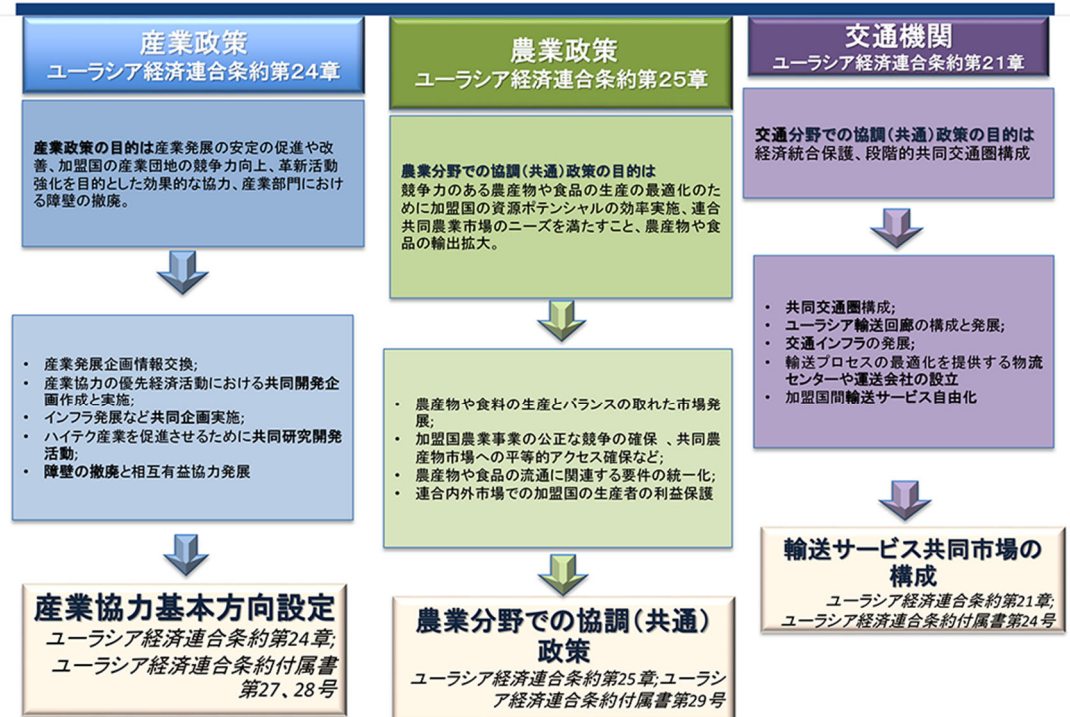 産業政策
ユーラシア経済連合条約第24章
産業政策の目的は産業発展の安定の促進や改
善、加盟国の産業団地の競争力向上、革新活動
強化を目的とした効果的な協力、産業部門におけ
る障壁の撤廃。
• 産業発展企画情報交換;
• 産業協力の優先経済活動における共同開発企
画作成と実施;
• インフラ発展など共同企画実施;
• ハイテク産業を促進させるために共同研究開発
活動;
• 障壁の撤廃と相互有益協力発展
産業協力基本方向設定
ユーラシア経済連合条約第24章;
ユーラシア経済連合条約付属書
第27、28号
農業政策
ユーラシア経済連合条約第25章
農業分野での協調(共通)政策の目的は
競争力のある農産物や食品の生産の最適化のた
めに加盟国の資源ポテンシャルの効率実施、連合
共同農業市場のニーズを満たすこと、農産物や食
品の輸出拡大。
• 農産物や食料の生産とバランスの取れた市場発
展;
• 加盟国農業事業の公正な競争の確保 、共同農
産物市場への平等的アクセス確保など;
• 農産物や食品の流通に関連する要件の統一化;
• 連合内外市場での加盟国の生産者の利益保護
農業分野での協調(共通)
政策
ユーラシア経済連合条約第25章;ユーラシ
ア経済連合条約付属書第29号
交通機関
ユーラシア経済連合条約第21章
交通分野での協調(共通)政策の目的は
経済統合保護、段階的共同交通圏構成
• 共同交通圏構成;
• ユーラシア輸送回廊の構成と発展;
• 交通インフラの発展;
• 輸送プロセスの最適化を提供する物流
センターや運送会社の設立
• 加盟国間輸送サービス自由化
輸送サービス共同市場の
構成
ユーラシア経済連合条約第21章;
ユーラシア経済連合条約付属書第24号